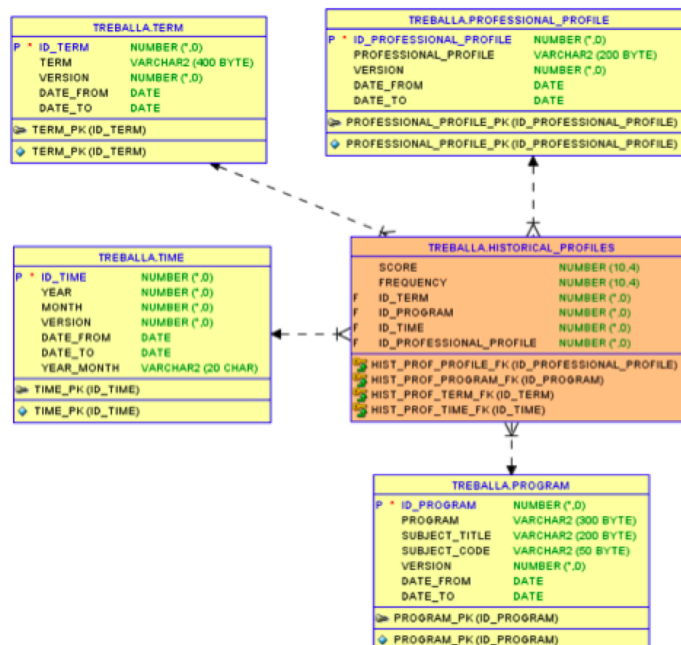 TREBALLA.TERM
P * ID_TERM NUMBER (*,0)
TERM VARCHAR2 (400 BYTE)
VERSION NUMBER (*,0)
DATE_FROM DATE
DATE_TO DATE
TERM_PK (ID_TERM)
TERM_PK (ID_TERM)
TREBALLA.PROFESSIONAL_PROFILE
P * ID_PROFESSIONAL_PROFILE NUMBER (*,0)
PROFESSIONAL_PROFILE VARCHAR2 (200 BYTE)
VERSION NUMBER (*,0)
DATE_FROM DATE
DATE_TO DATE
PROFESSIONAL_PROFILE_PK (ID_PROFESSIONAL_PROFILE)
PROFESSIONAL_PROFILE_PK (ID_PROFESSIONAL_PROFILE)
TREBALLA.TIME
P * ID_TIME NUMBER (*,0)
YEAR NUMBER (*,0)
MONTH NUMBER (*,0)
VERSION NUMBER (*,0)
DATE_FROM DATE
DATE_TO DATE
YEAR_MONTH VARCHAR2 (20 CHAR)
TIME_PK (ID_TIME)
TIME_PK (ID_TIME)
TREBALLA.HISTORICAL_PROFILES
SCORE NUMBER (10,4)
FREQUENCY NUMBER (10,4)
F ID_TERM NUMBER (*,0)
F ID_PROGRAM NUMBER (*,0)
F ID_TIME NUMBER (*,0)
F ID_PROFESSIONAL_PROFILE NUMBER (*,0)
HIST_PROF_PROFILE_FK (ID_PROFESSIONAL_PROFILE)
HIST_PROF_PROGRAM_FK (ID_PROGRAM)
HIST_PROF_TERM_FK (ID_TERM)
HIST_PROF_TIME_FK (ID_TIME)
TREBALLA.PROGRAM
P * ID_PROGRAM NUMBER (*,0)
PROGRAM VARCHAR2 (300 BYTE)
SUBJECT_TITLE VARCHAR2 (200 BYTE)
SUBJECT_CODE VARCHAR2 (50 BYTE)
VERSION NUMBER (*,0)
DATE_FROM DATE
DATE_TO DATE
PROGRAM_PK (ID_PROGRAM)
PROGRAM_PK (ID_PROGRAM)